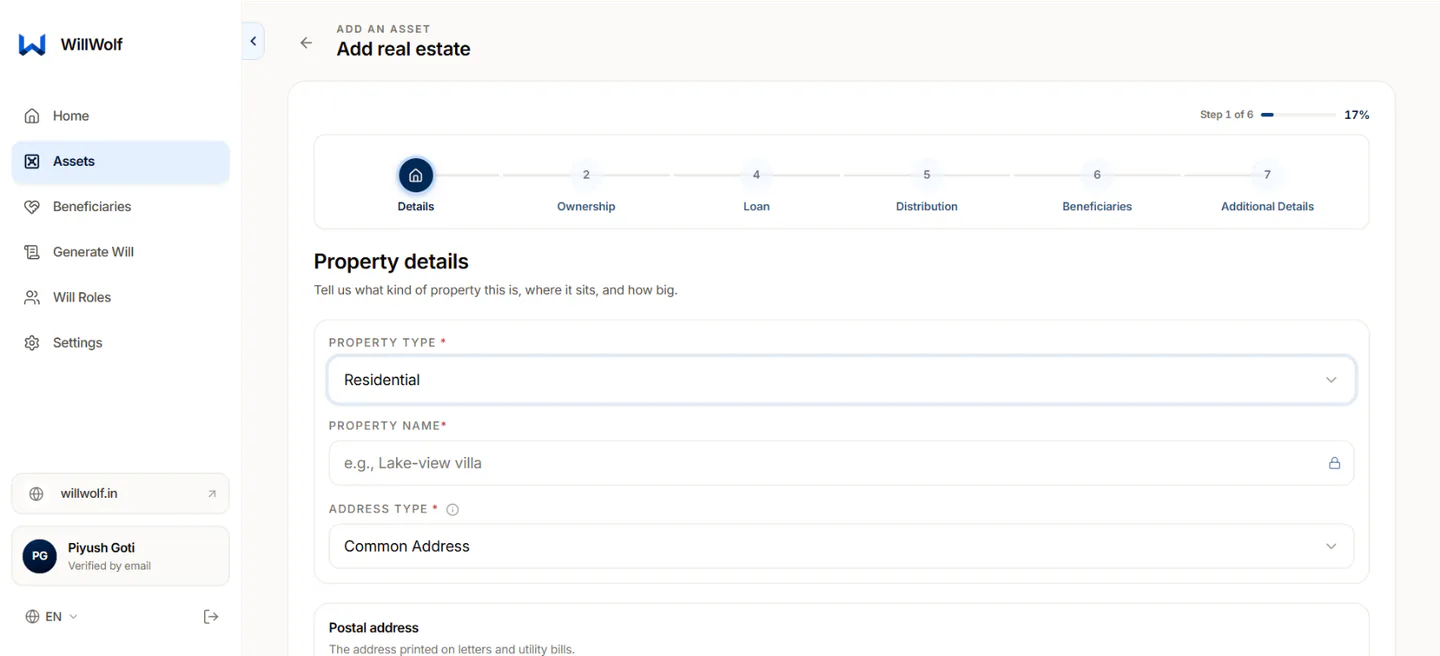 WillWolf
Home
Assets
Beneficiaries
Generate Will
Will Roles
Settings
willwolf.in
PG
Piyush Goti
Verified by email
EN
ADD AN ASSET
Add real estate
Step 1 of 6
17%
Details
2
Ownership
4
Loan
5
Distribution
6
Beneficiaries
7
Additional Details
Property details
Tell us what kind of property this is, where it sits, and how big.
PROPERTY TYPE *
Residential
PROPERTY NAME*
e.g., Lake-view villa
ADDRESS TYPE *
Common Address
Postal address
The address printed on letters and utility bills.